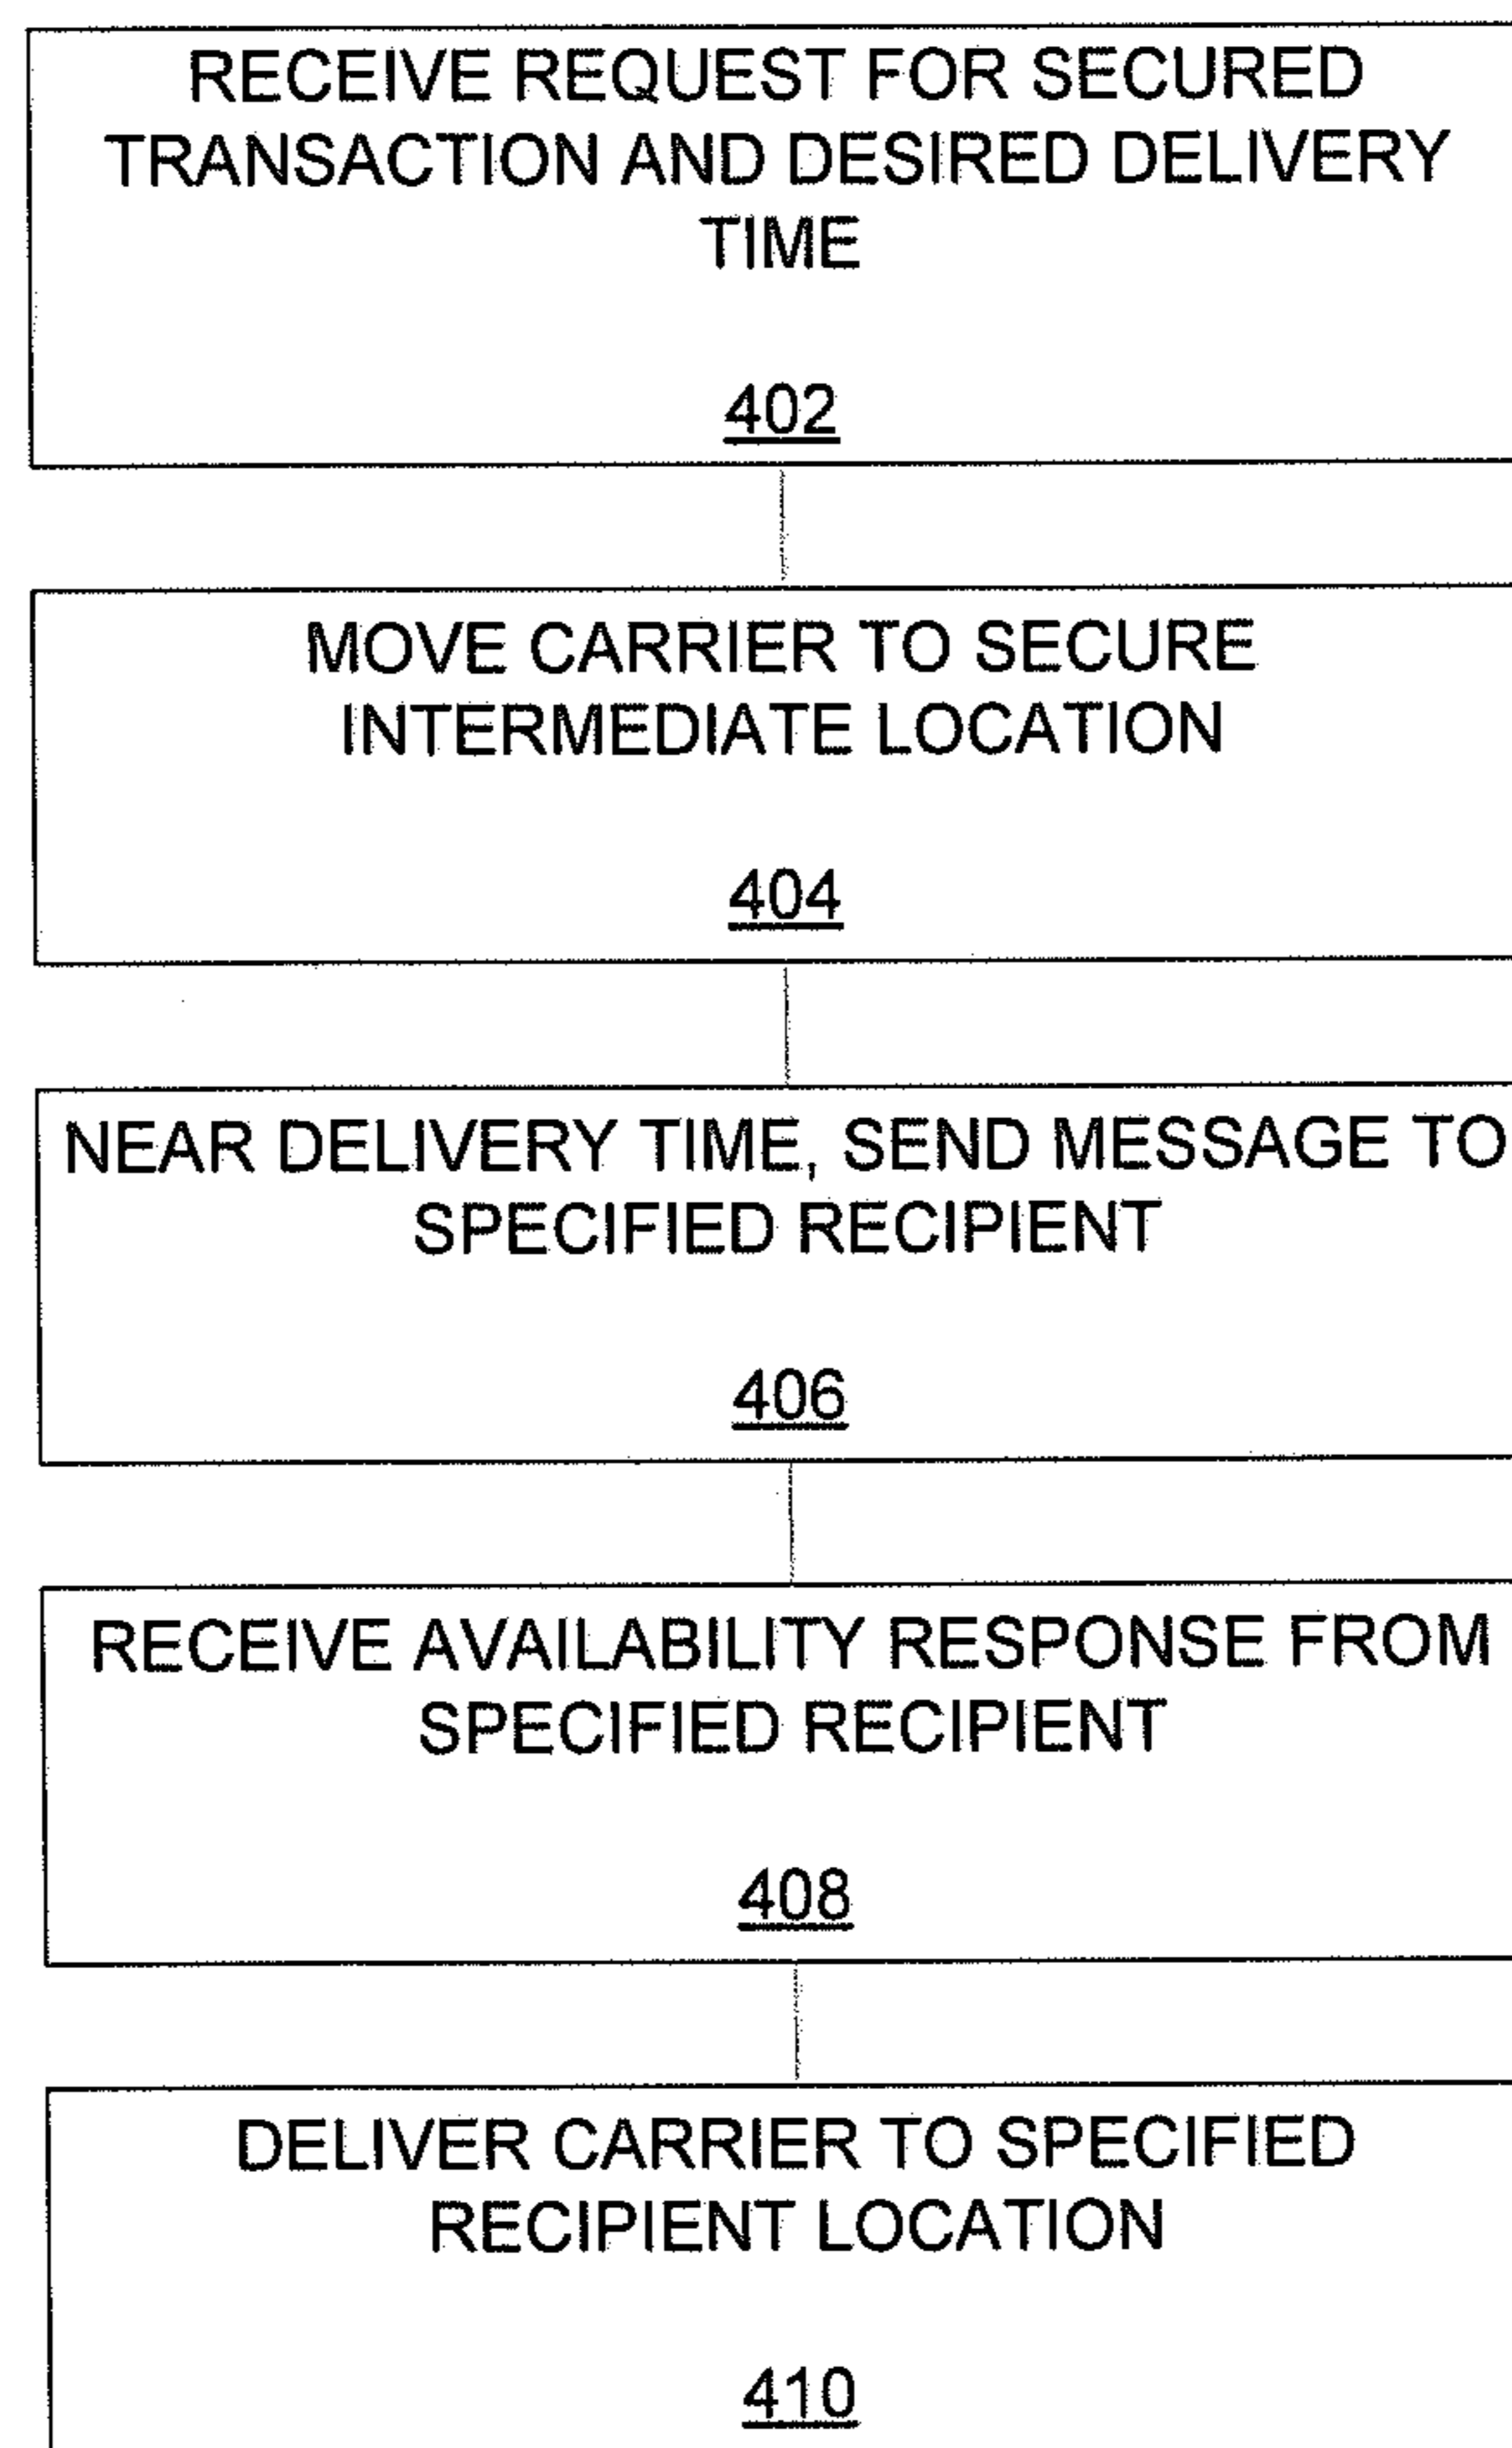 RECEIVE REQUEST FOR SECURED
TRANSACTION AND DESIRED DELIVERY
TIME
402
MOVE CARRIER TO SECURE
INTERMEDIATE LOCATION
404
NEAR DELIVERY TIME, SEND MESSAGE TO
SPECIFIED RECIPIENT
406
RECEIVE AVAILABILITY RESPONSE FROM
SPECIFIED RECIPIENT
408
DELIVER CARRIER TO SPECIFIED
RECIPIENT LOCATION
410